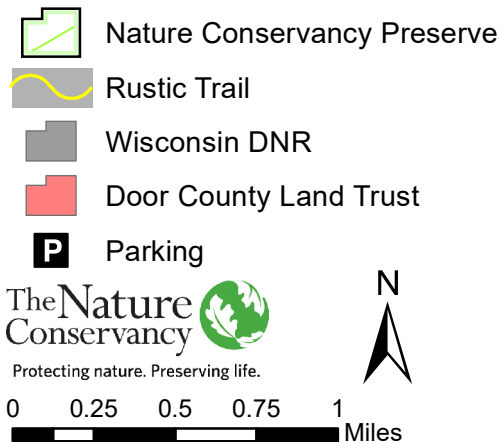 Nature Conservancy Preserve
Rustic Trail
Wisconsin DNR
Door County Land Trust
P Parking
N
The Nature
Conservancy
Protecting nature. Preserving life.
0 0.25 0.5 0.75 1
Miles